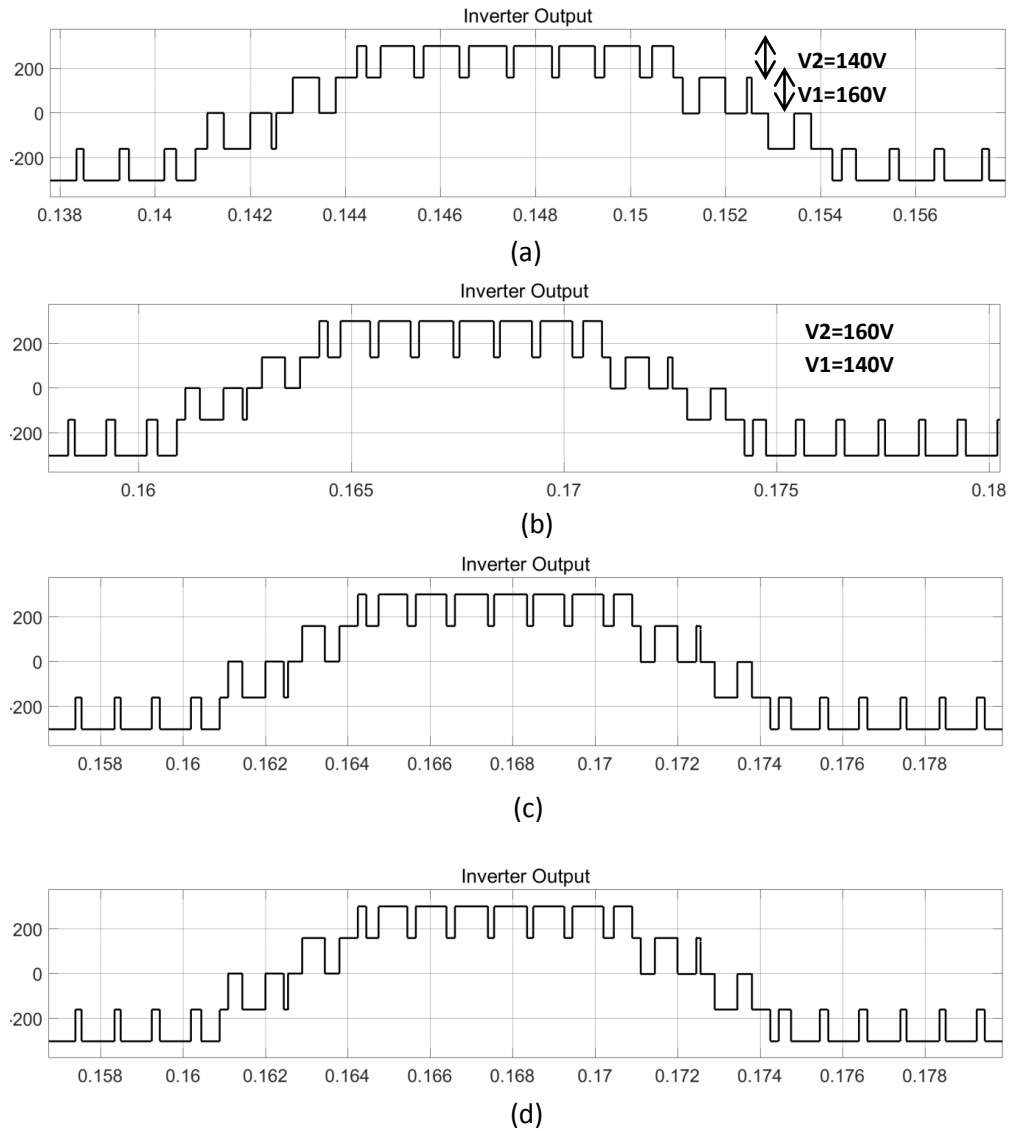 Inverter Output
V2=140V
200
V1=160V
0
-200
0.138 0.14 0.142 0.144 0.146 0.148 0.15 0.152 0.154 0.156
(a)
Inverter Output
V2=160V
200
V1=140V
0
-200
0.16 0.165 0.17 0.175 0.18
(b)
Inverter Output
200
0
-200
0.158 0.16 0.162 0.164 0.166 0.168 0.17 0.172 0.174 0.176 0.178
(c)
Inverter Output
200
0
-200
0.158 0.16 0.162 0.164 0.166 0.168 0.17 0.172 0.174 0.176 0.178
(d)